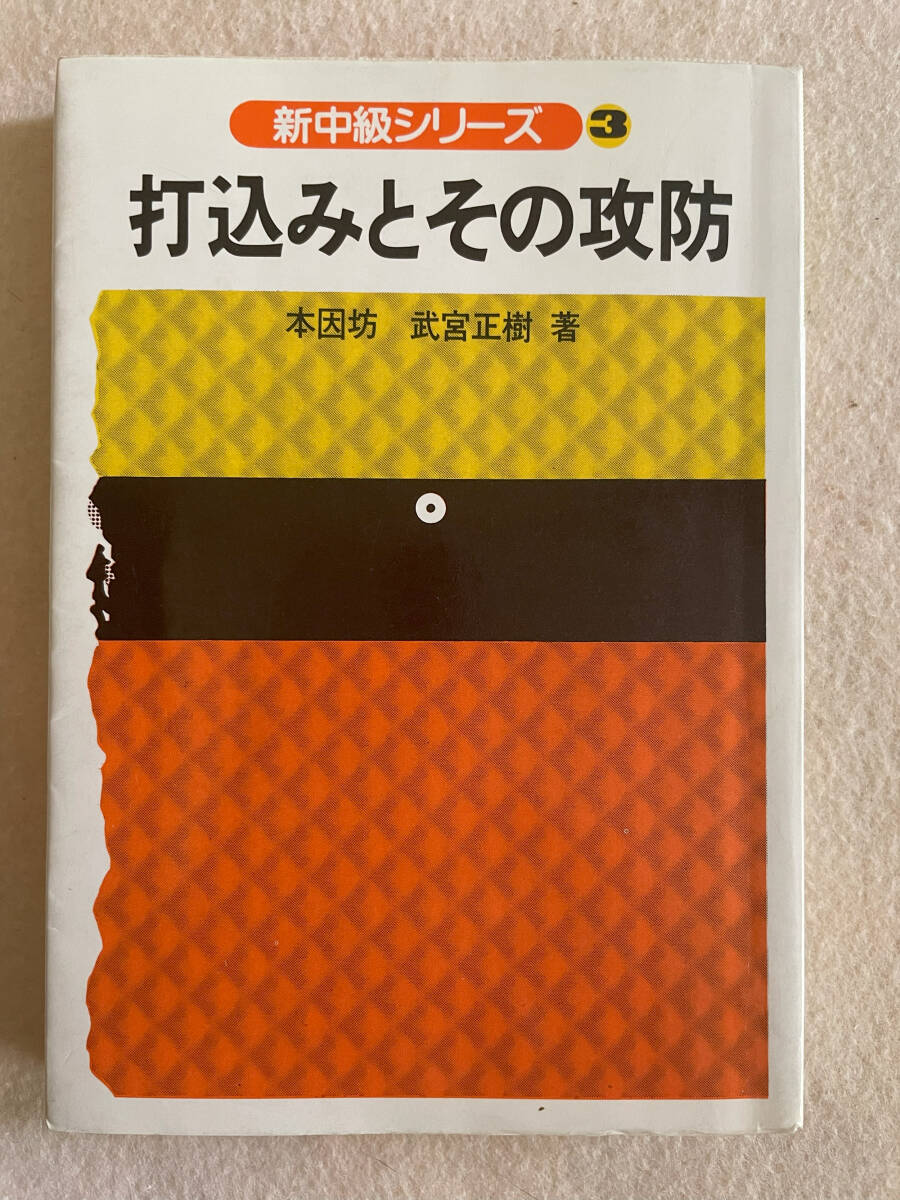 新中級シリーズ 3
打込みとその攻防
本因坊 武宮正樹 著